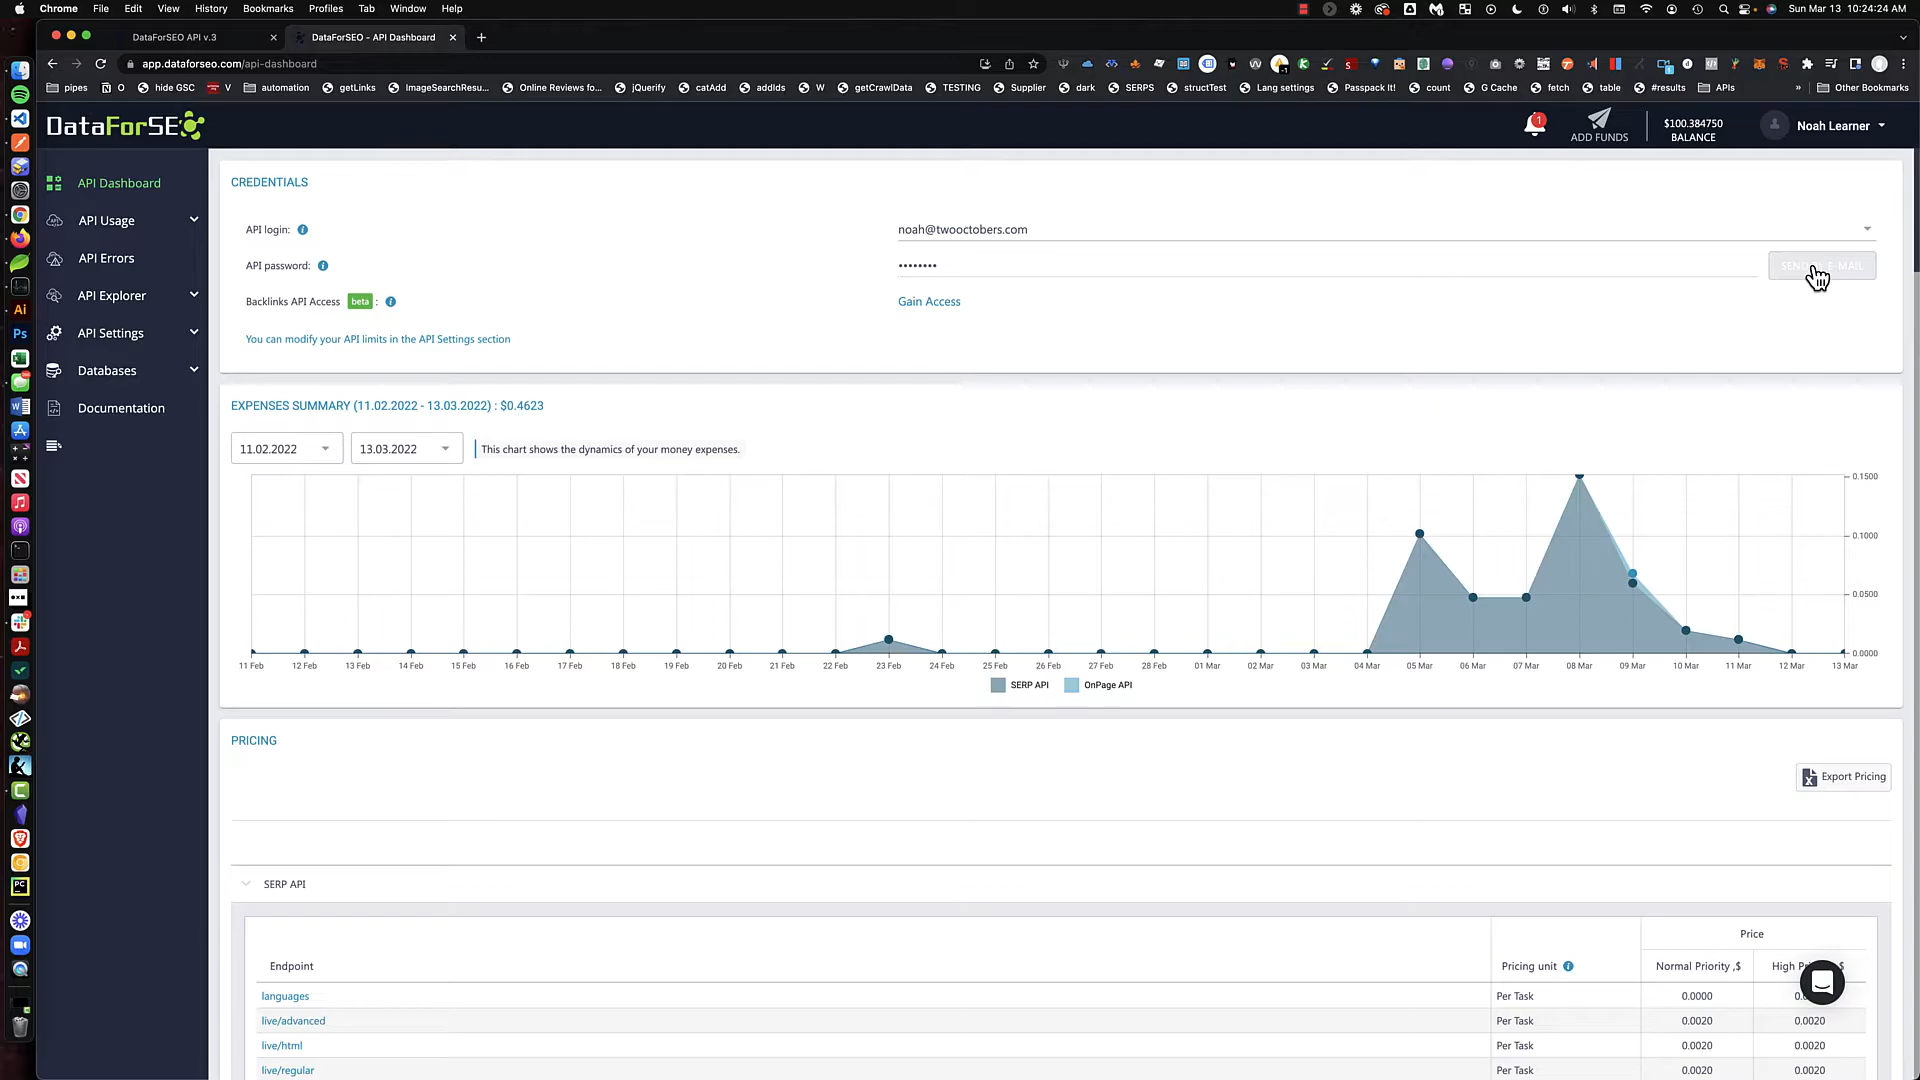 Chrome File Edit View History Bookmarks Profiles Tab Window Help
Sun Mar 13 10:24:24 AM
DataForSEO API v.3
DataForSEO - API Dashboard
app.dataforseo.com/api-dashboard
pipes O hide GSC V automation getLinks ImageSearchResu... Online Reviews fo... jQuerify catAdd addIds W getCrawlData TESTING Supplier dark SERPS structTest Lang settings Passpack It! count G Cache fetch table #results APIs » Other Bookmarks
DataForSEO
1
ADD FUNDS
$100.384750
BALANCE
Noah Learner
API Dashboard
API Usage
API Errors
API Explorer
API Settings
Databases
Documentation
CREDENTIALS
API login:
noah@twooctobers.com
API password:
••••••••
Backlinks API Access beta :
Gain Access
You can modify your API limits in the API Settings section
EXPENSES SUMMARY (11.02.2022 - 13.03.2022) : $0.4623
11.02.2022
13.03.2022
This chart shows the dynamics of your money expenses.
0.1500
0.1000
0.0500
0.0000
11 Feb 12 Feb 13 Feb 14 Feb 15 Feb 16 Feb 17 Feb 18 Feb 19 Feb 20 Feb 21 Feb 22 Feb 23 Feb 24 Feb 25 Feb 26 Feb 27 Feb 28 Feb 01 Mar 02 Mar 03 Mar 04 Mar 05 Mar 06 Mar 07 Mar 08 Mar 09 Mar 10 Mar 11 Mar 12 Mar 13 Mar
SERP API OnPage API
PRICING
Export Pricing
SERP API
Price
Endpoint Pricing unit Normal Priority ,$ High
languages Per Task 0.0000
live/advanced Per Task 0.0020 0.0020
live/html Per Task 0.0020 0.0020
live/regular Per Task 0.0020 0.0020